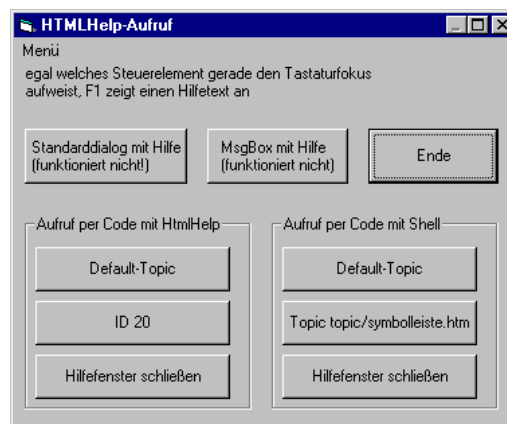 HTMLHelp-Aufruf
Menü
egal welches Steuerelement gerade den Tastaturfokus
aufweist, F1 zeigt einen Hilfetext an
Standarddialog mit Hilfe
(funktioniert nicht!)
MsgBox mit Hilfe
(funktioniert nicht)
Ende
Aufruf per Code mit HtmlHelp
Default-Topic
ID 20
Hilfefenster schließen
Aufruf per Code mit Shell
Default-Topic
Topic topic/symbolleiste.htm
Hilfefenster schließen